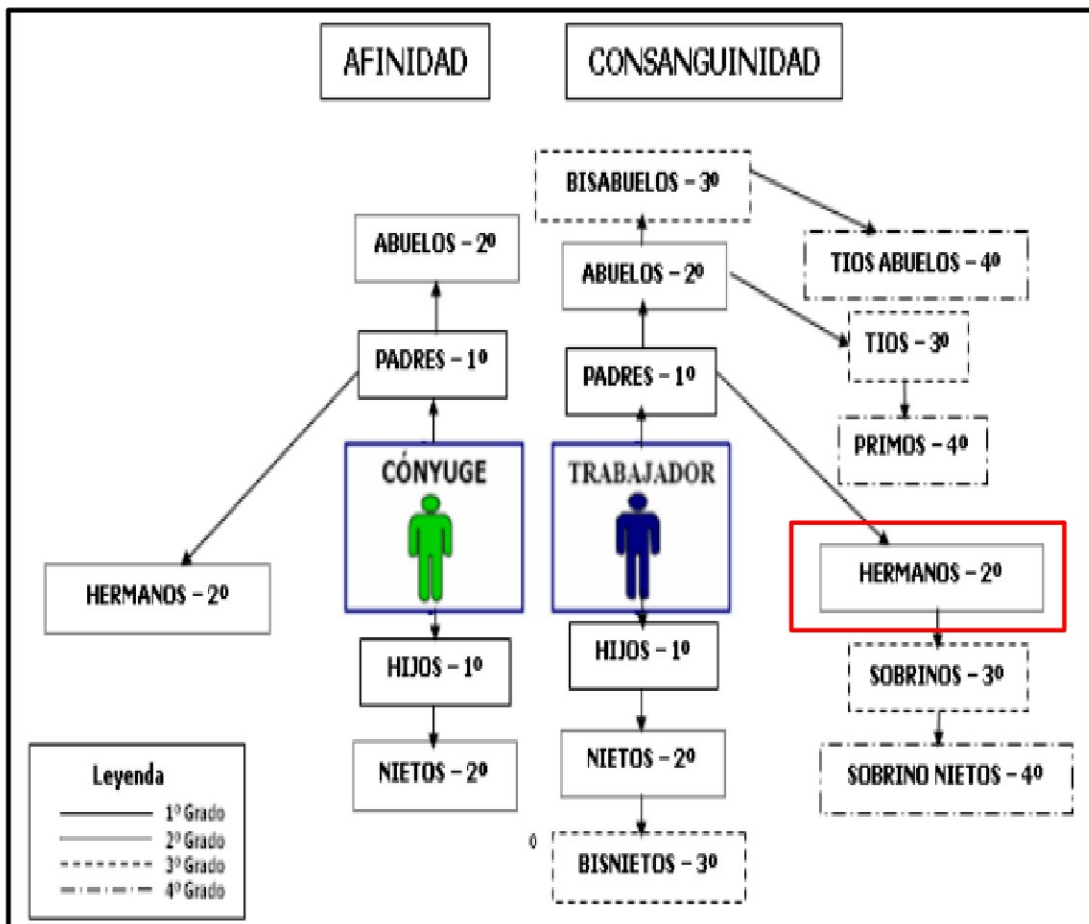 AFINIDAD
CONSANGUINIDAD
BISABUELOS – 3º
ABUELOS – 2º
ABUELOS – 2º
TIOS ABUELOS – 4º
TIOS – 3º
PADRES – 1º
PADRES – 1º
PRIMOS – 4º
CÓNYUGE
TRABAJADOR
HERMANOS – 2º
HERMANOS – 2º
HIJOS – 1º
HIJOS – 1º
SOBRINOS – 3º
NIETOS – 2º
NIETOS – 2º
SOBRINO NIETOS – 4º
BISNIETOS – 3º
Leyenda
1º Grado
2º Grado
3º Grado
4º Grado